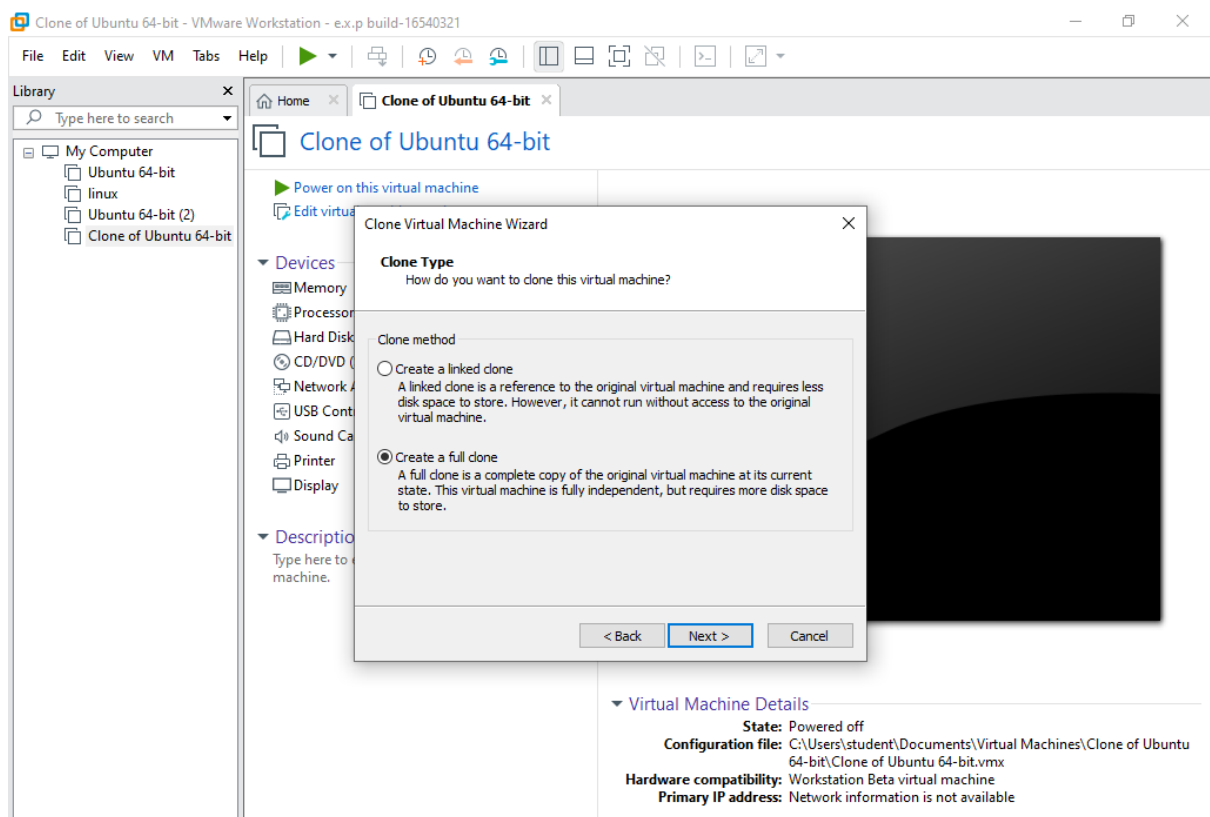 Clone of Ubuntu 64-bit - VMware Workstation - e.x.p build-16540321
File Edit View VM Tabs Help
Library
Type here to search
My Computer
Ubuntu 64-bit
linux
Ubuntu 64-bit (2)
Clone of Ubuntu 64-bit
Home
Clone of Ubuntu 64-bit
Clone of Ubuntu 64-bit
Power on this virtual machine
Edit virtua
Devices
Memory
Processor
Hard Disk
CD/DVD (
Network A
USB Cont
Sound Ca
Printer
Display
Descriptio
Type here to e
machine.
Clone Virtual Machine Wizard
Clone Type
How do you want to clone this virtual machine?
Clone method
Create a linked clone
A linked clone is a reference to the original virtual machine and requires less
disk space to store. However, it cannot run without access to the original
virtual machine.
Create a full clone
A full clone is a complete copy of the original virtual machine at its current
state. This virtual machine is fully independent, but requires more disk space
to store.
< Back Next > Cancel
Virtual Machine Details
State: Powered off
Configuration file: C:\Users\student\Documents\Virtual Machines\Clone of Ubuntu
64-bit\Clone of Ubuntu 64-bit.vmx
Hardware compatibility: Workstation Beta virtual machine
Primary IP address: Network information is not available